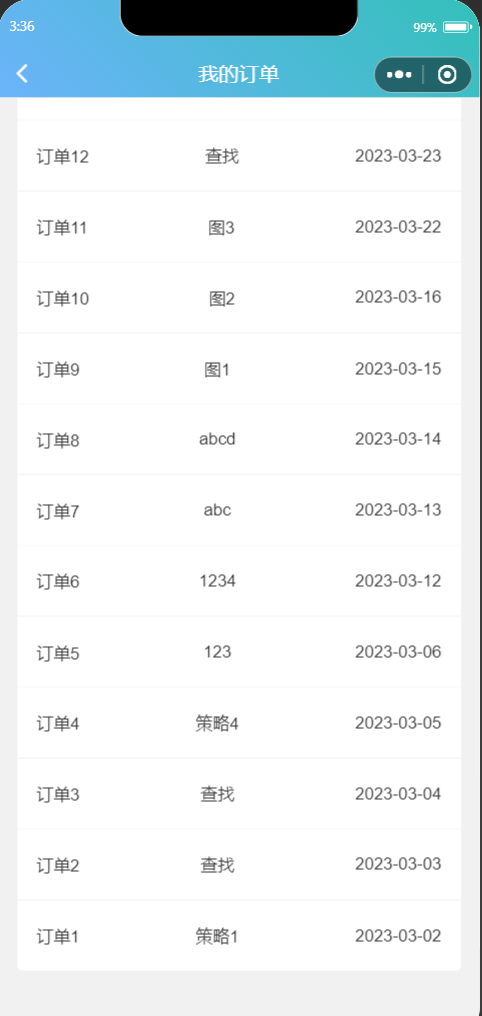 3:36
99%
我的订单
订单12 查找 2023-03-23
订单11 图3 2023-03-22
订单10 图2 2023-03-16
订单9 图1 2023-03-15
订单8 abcd 2023-03-14
订单7 abc 2023-03-13
订单6 1234 2023-03-12
订单5 123 2023-03-06
订单4 策略4 2023-03-05
订单3 查找 2023-03-04
订单2 查找 2023-03-03
订单1 策略1 2023-03-02